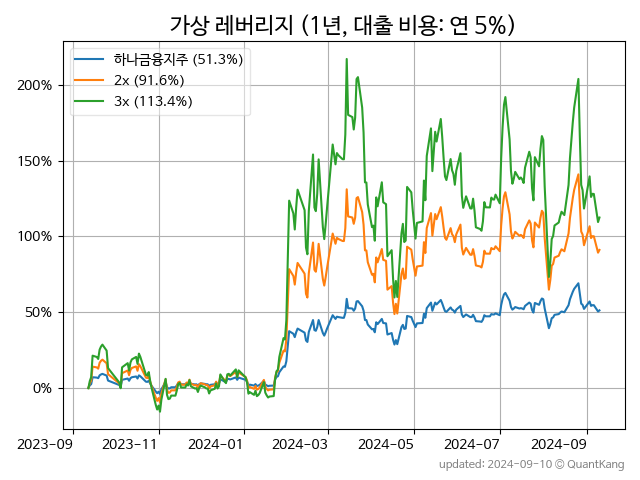 가상 레버리지 (1년, 대출 비용: 연 5%)
하나금융지주 (51.3%)
2x (91.6%)
3x (113.4%)
200%
150%
100%
50%
0%
2023-09 2023-11 2024-01 2024-03 2024-05 2024-07 2024-09
updated: 2024-09-10 © QuantKang